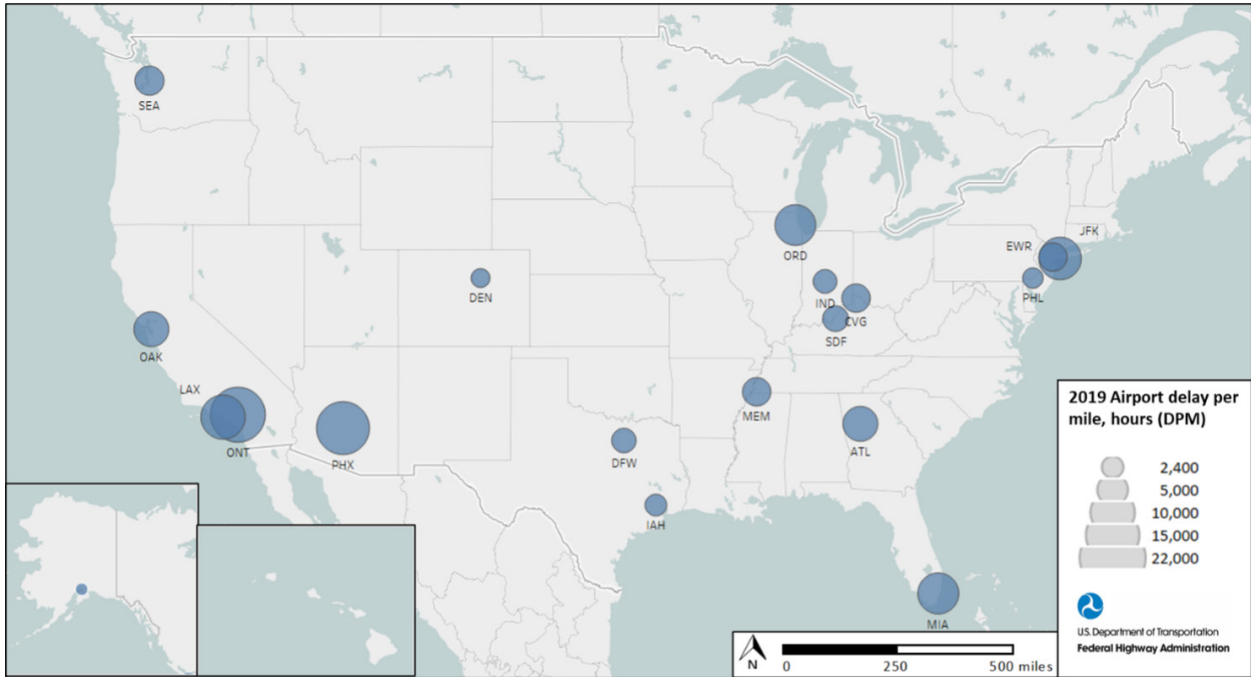 SEA
JFK
EWR
ORD
PHL
DEN
IND
CVG
SDF
OAK
LAX
MEM
ONT
PHX
DFW
ATL
IAH
MIA
2019 Airport delay per
mile, hours (DPM)
2,400
5,000
10,000
15,000
22,000
U.S. Department of Transportation
Federal Highway Administration
N
0 250 500 miles